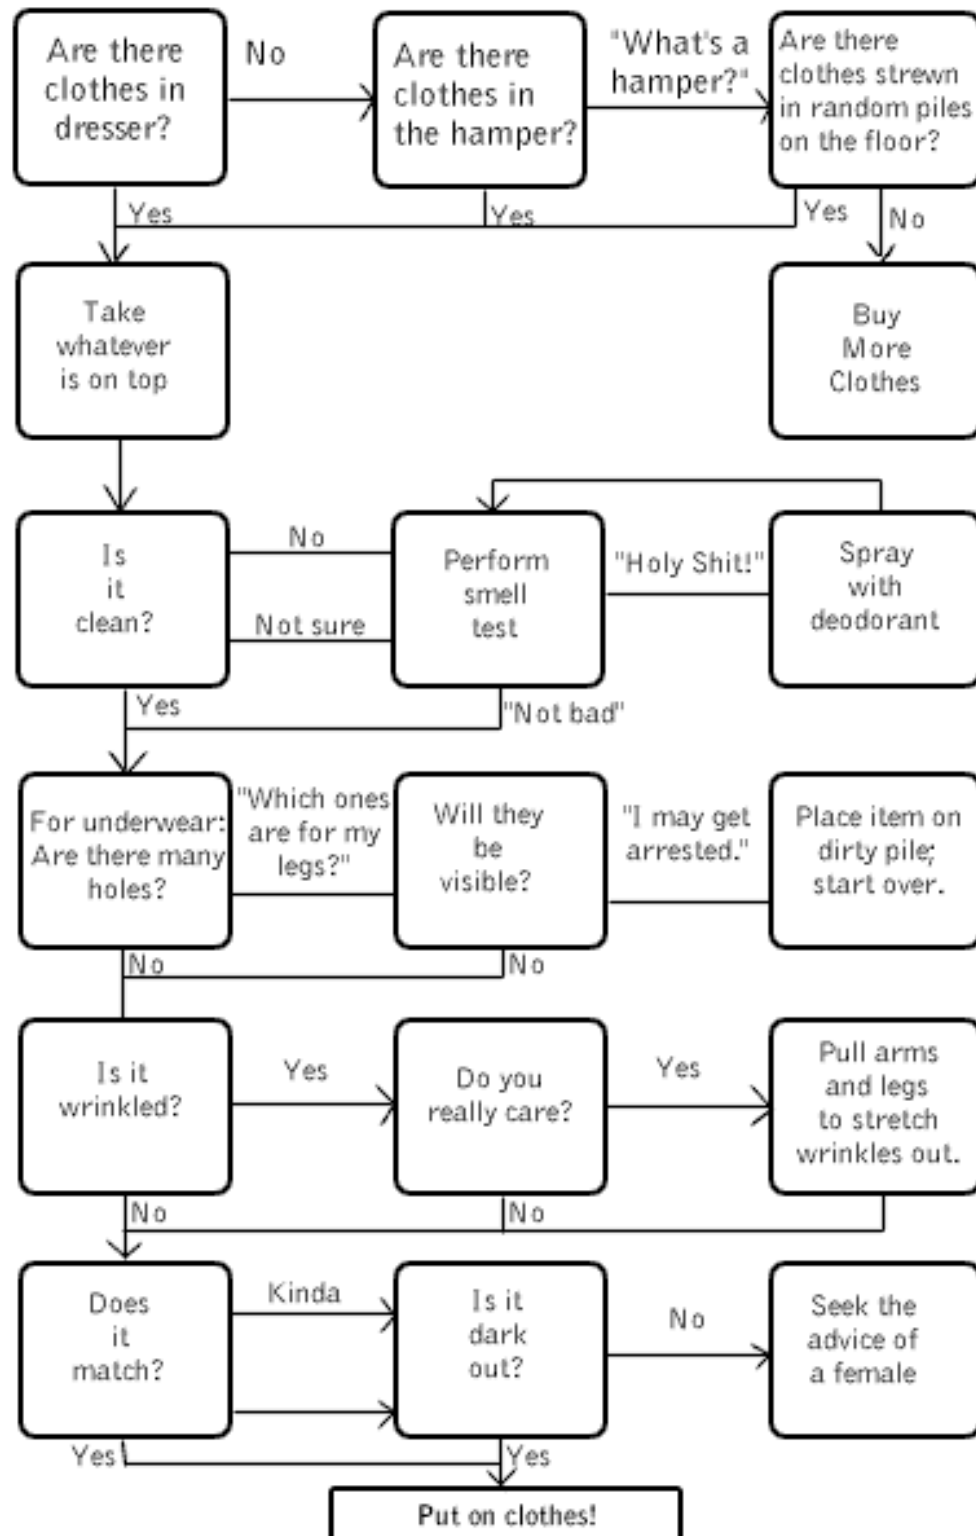 Are there
clothes in
dresser?
No
Are there
clothes in
the hamper?
"What's a
hamper?"
Are there
clothes strewn
in random piles
on the floor?
Yes
Yes
Yes
No
Take
whatever
is on top
Buy
More
Clothes
Is
it
clean?
No
Not sure
Perform
smell
test
"Holy Shit!"
Spray
with
deodorant
Yes
"Not bad"
For underwear:
Are there many
holes?
"Which ones
are for my
legs?"
Will they
be
visible?
"I may get
arrested."
Place item on
dirty pile;
start over.
No
No
Is it
wrinkled?
Yes
Do you
really care?
Yes
Pull arms
and legs
to stretch
wrinkles out.
No
No
Does
it
match?
Kinda
Is it
dark
out?
No
Seek the
advice of
a female
Yes
Yes
Put on clothes!